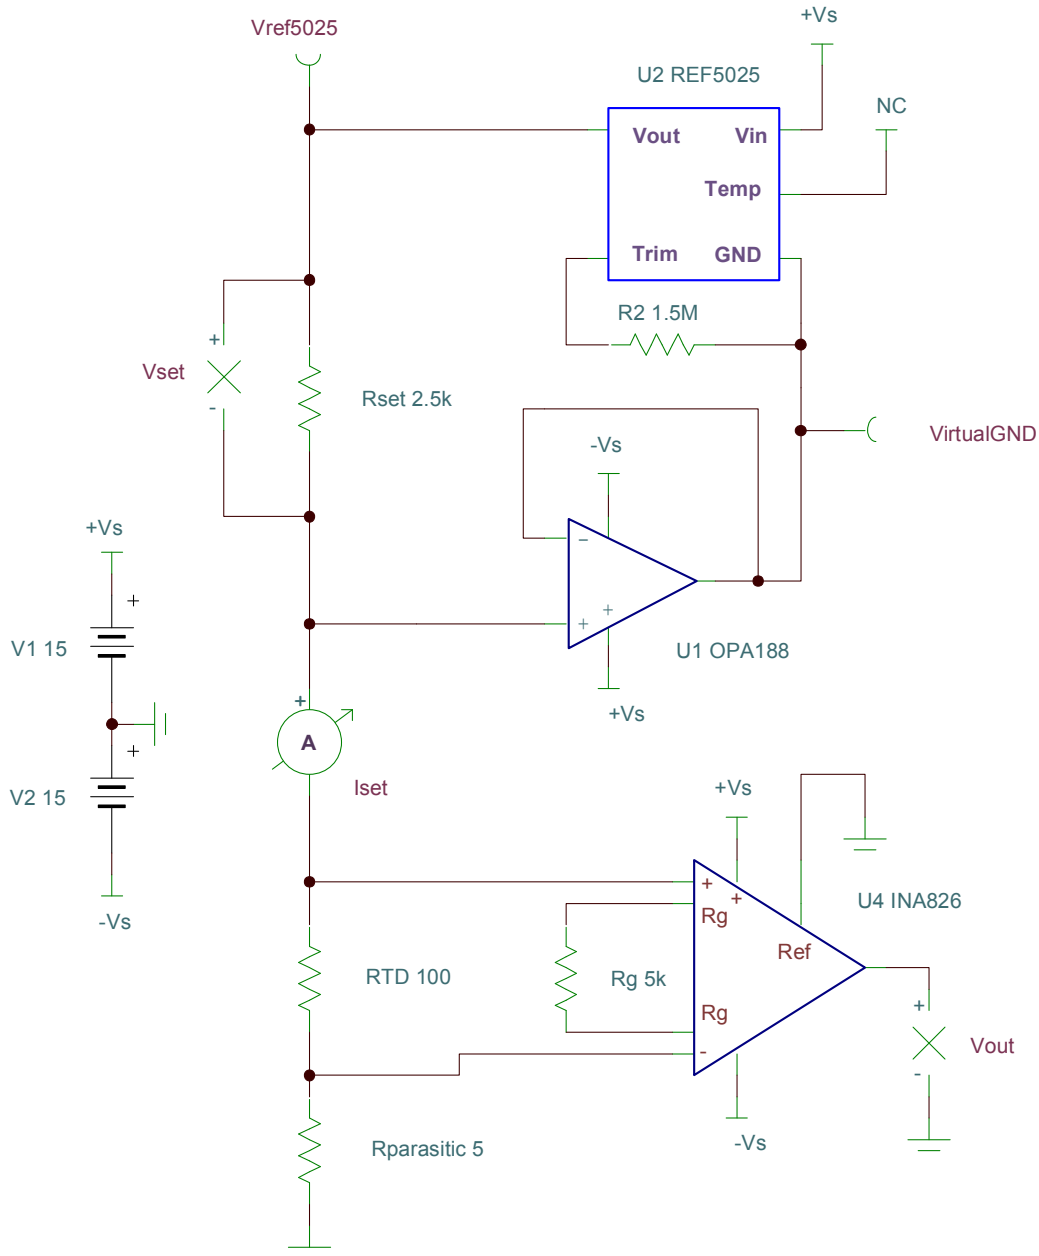 Vref5025
+Vs
U2 REF5025
NC
Vout
Vin
Temp
Trim
GND
R2 1.5M
+
Vset
-
Rset 2.5k
-Vs
VirtualGND
+Vs
−
+
+
+
V1 15
U1 OPA188
+Vs
+
A
+
Iset
V2 15
+Vs
-Vs
+
+
Rg
U4 INA826
Ref
RTD 100
Rg 5k
Rg
+
-
Vout
-
-Vs
Rparasitic 5